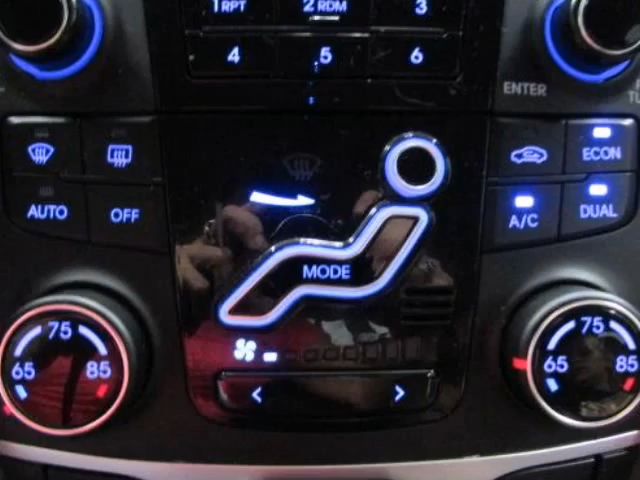 1 RPT 2 RDM 3
4 5 6
ENTER
ECON
AUTO OFF A/C DUAL
MODE
75 75
65 85 65 85
< >